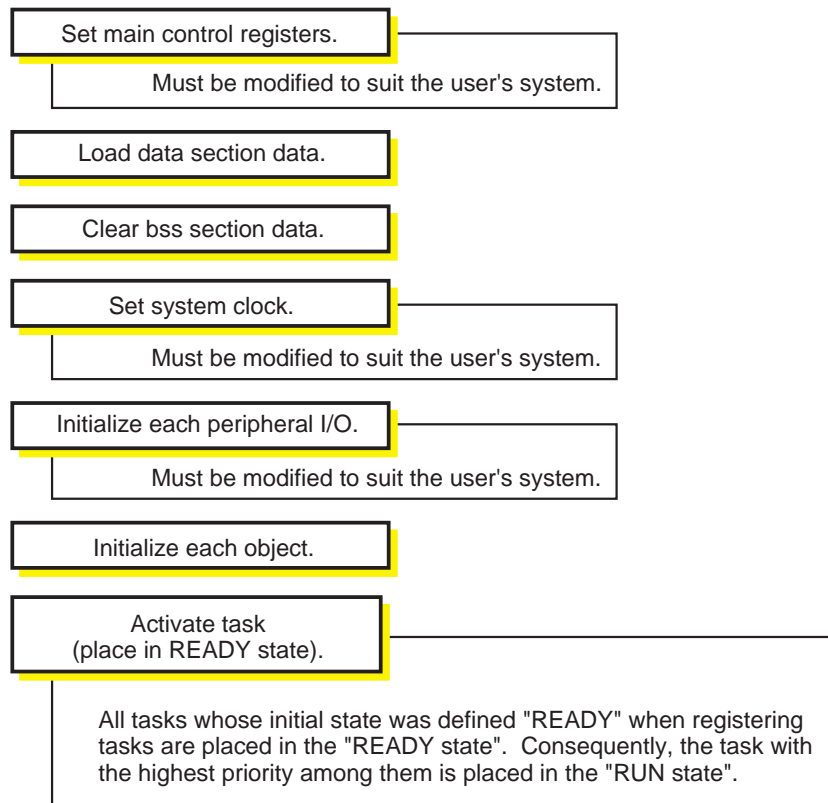 Set main control registers.
Must be modified to suit the user's system.
Load data section data.
Clear bss section data.
Set system clock.
Must be modified to suit the user's system.
Initialize each peripheral I/O.
Must be modified to suit the user's system.
Initialize each object.
Activate task
(place in READY state).
All tasks whose initial state was defined "READY" when registering
tasks are placed in the "READY state".  Consequently, the task with
the highest priority among them is placed in the "RUN state".